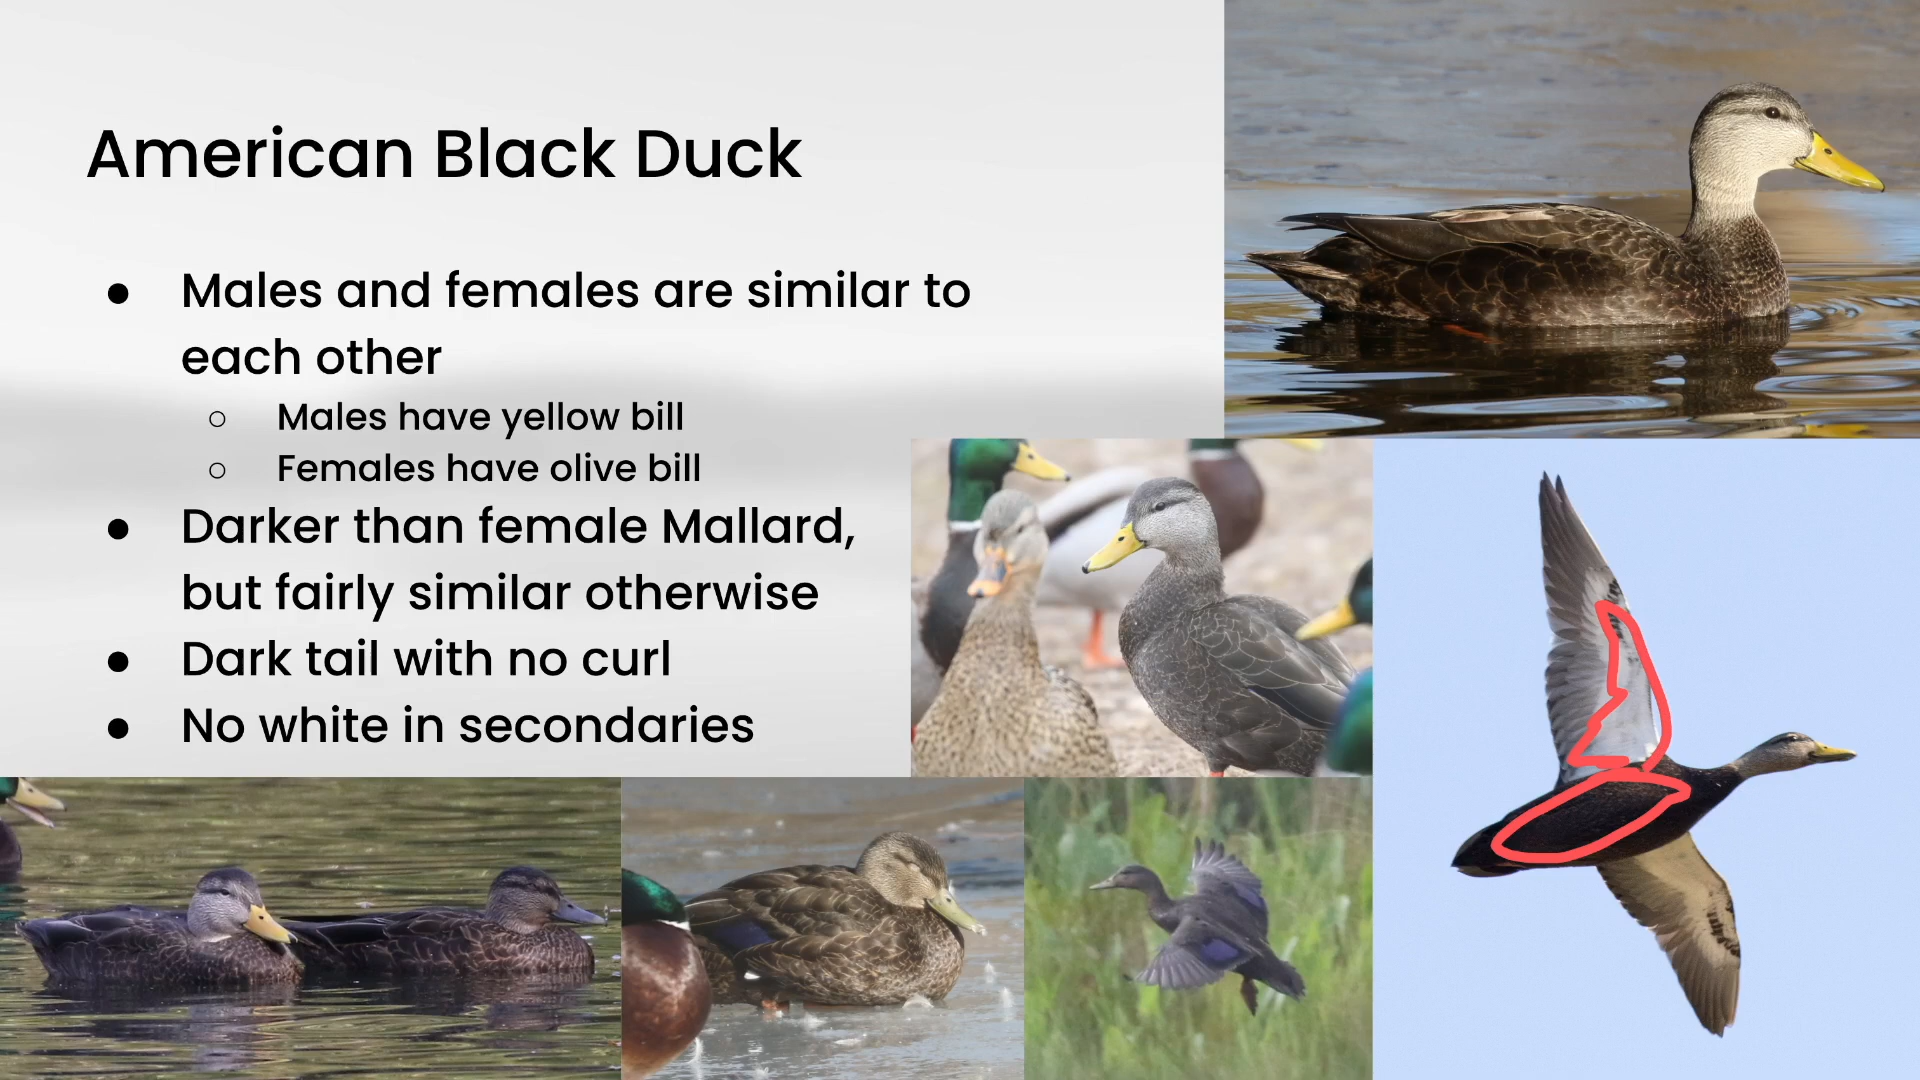 American Black Duck
● Males and females are similar to
each other
○ Males have yellow bill
○ Females have olive bill
● Darker than female Mallard,
but fairly similar otherwise
● Dark tail with no curl
● No white in secondaries